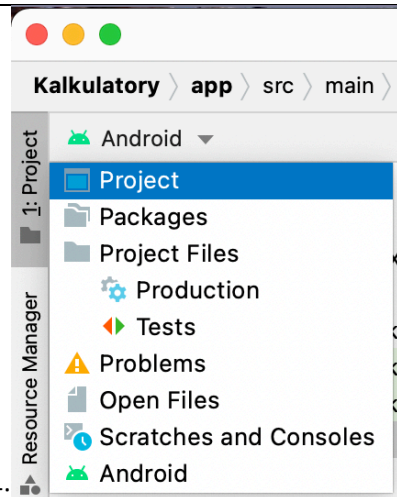 Kalkulatory 〉 app 〉 src 〉 main 〉
1: Project
Android
Project
Packages
Project Files
Production
Tests
Problems
Open Files
Scratches and Consoles
Android
Resource Manager